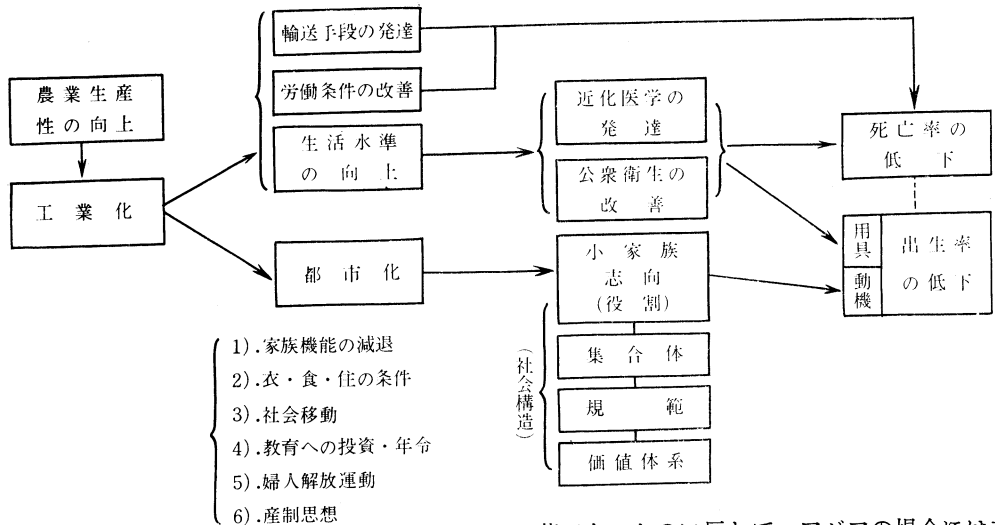 輸送手段の発達
労働条件の改善
生活水準
の向上
農業生産
性の向上
工業化
都市化
近化医学の
発達
公衆衛生の
改善
死亡率の
低下
用具
動機
出生率
の低下
小家族
志向
(役割)
集合体
規範
価値体系
(社会構造)
1).家族機能の減退
2).衣・食・住の条件
3).社会移動
4).教育への投資・年令
5).婦人解放運動
6).産制思想